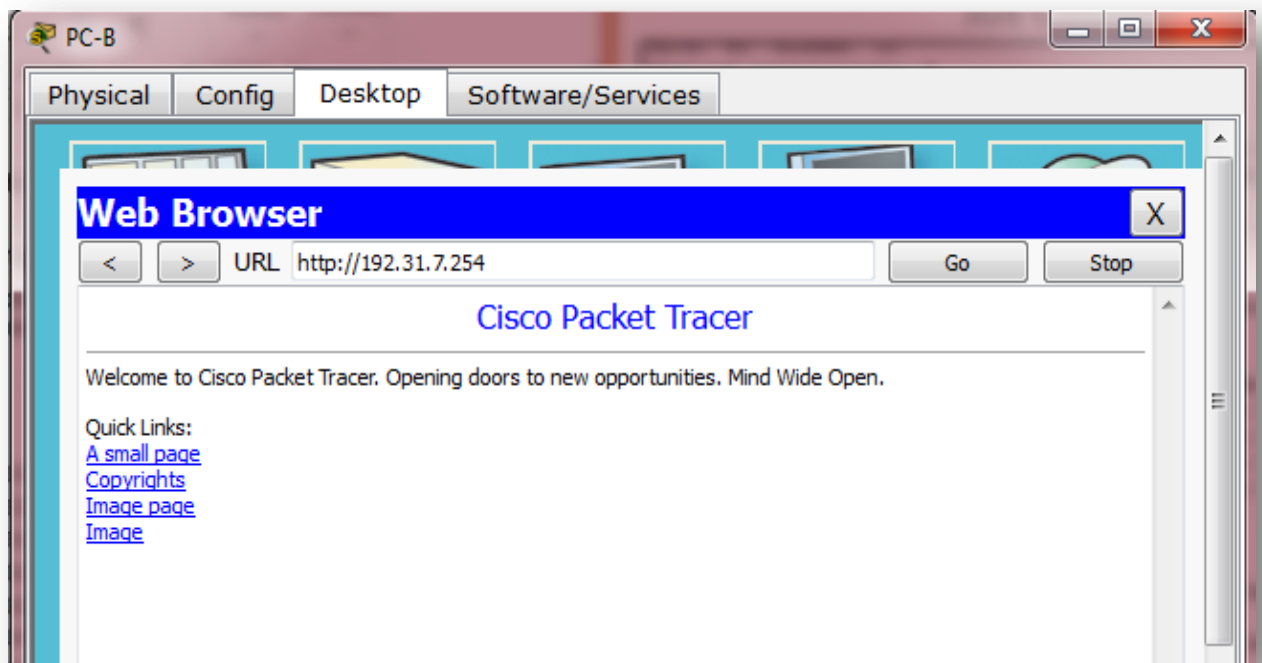 PC-B
X
Physical Config Desktop Software/Services
Web Browser X
< > URL http://192.31.7.254 Go Stop
Cisco Packet Tracer
Welcome to Cisco Packet Tracer. Opening doors to new opportunities. Mind Wide Open.
Quick Links:
A small page
Copyrights
Image page
Image